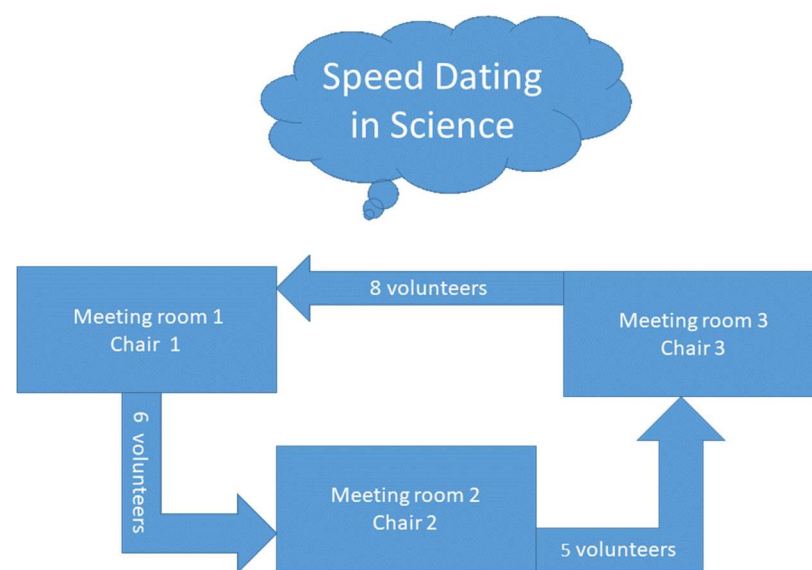 Speed Dating
in Science
8 volunteers
Meeting room 1
Chair 1
Meeting room 3
Chair 3
6 volunteers
Meeting room 2
Chair 2
5 volunteers